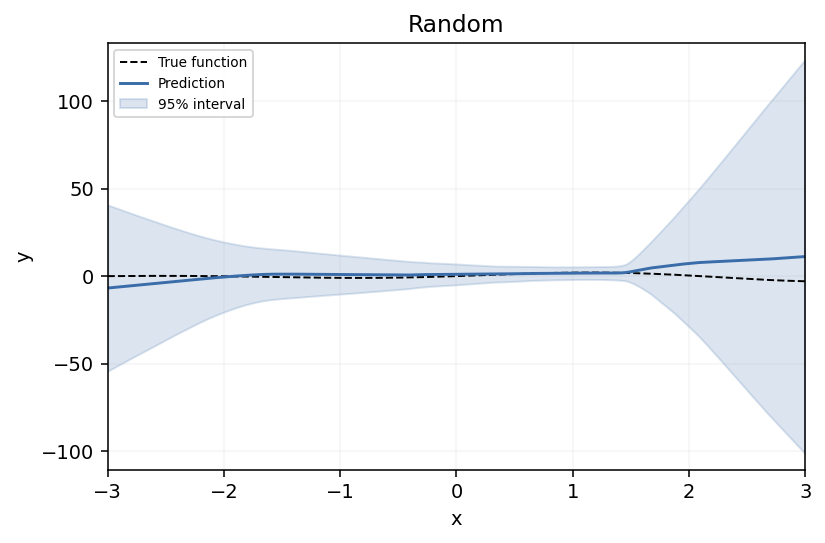 Random
True function
Prediction
95% interval
y
100
50
0
−50
−100
−3 −2 −1 0 1 2 3
x